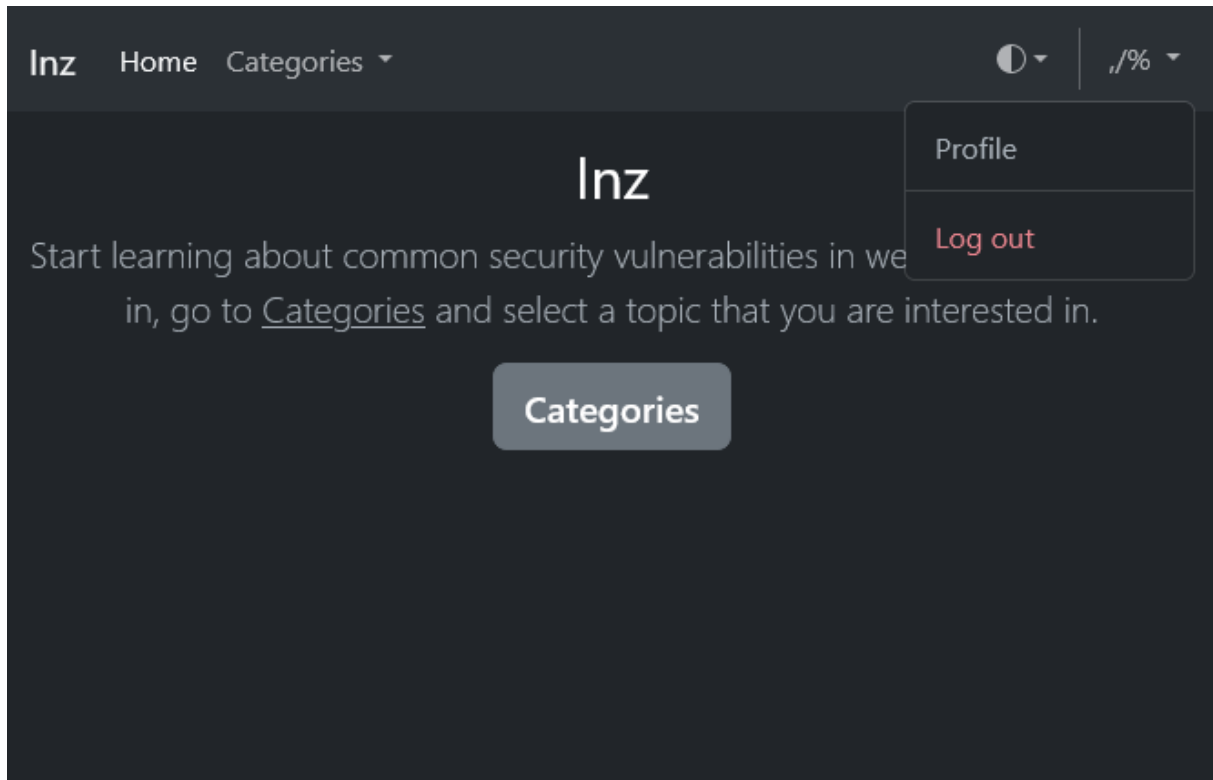 Inz Home Categories ,/%
Profile
Log out
Inz
Start learning about common security vulnerabilities in we
in, go to Categories and select a topic that you are interested in.
Categories